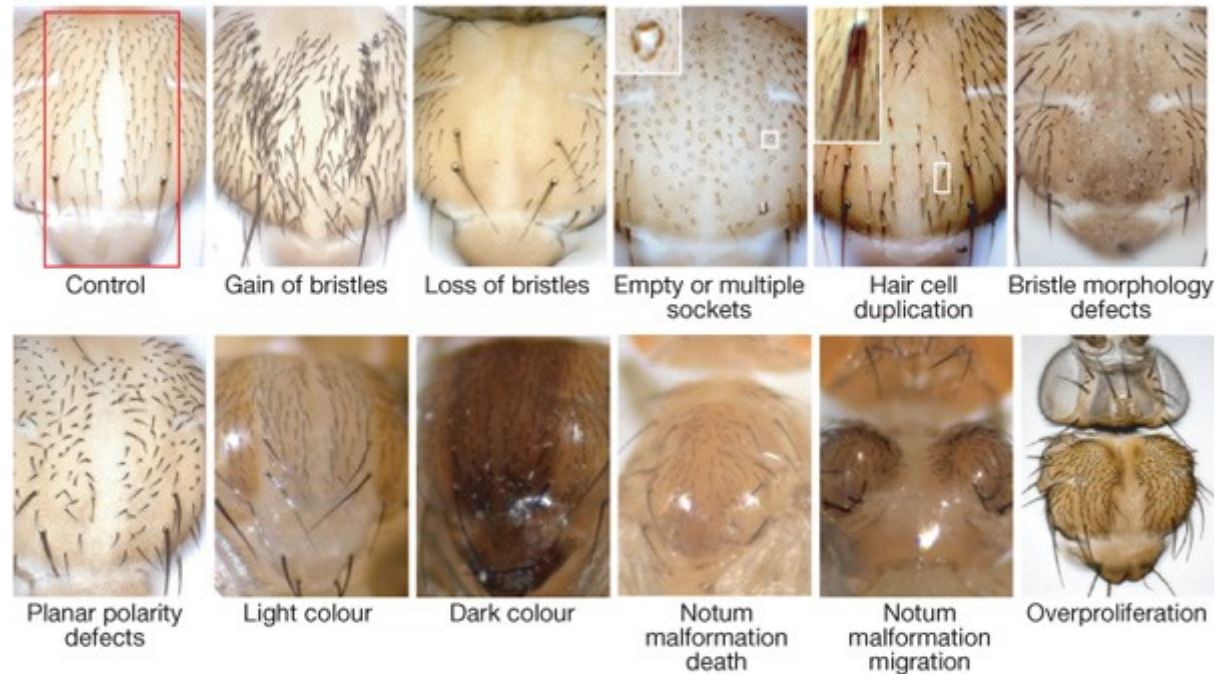 Control
Gain of bristles
Loss of bristles
Empty or multiple
sockets
Hair cell
duplication
Bristle morphology
defects
Planar polarity
defects
Light colour
Dark colour
Notum
malformation
death
Notum
malformation
migration
Overproliferation